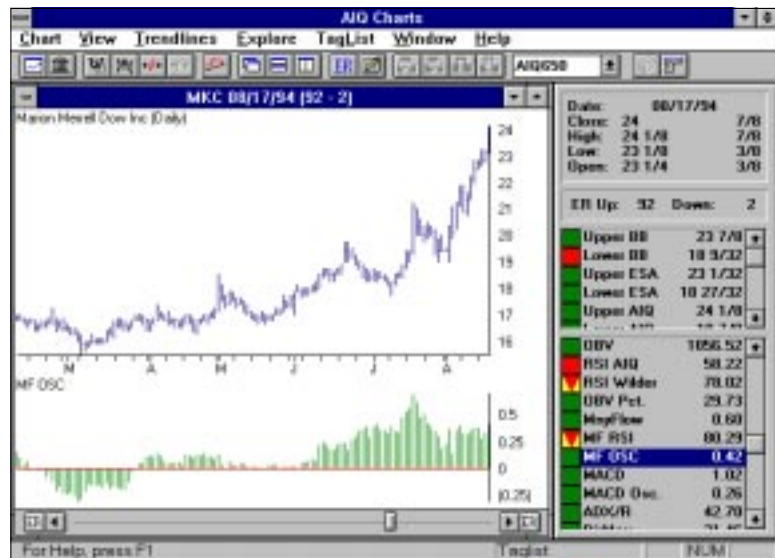 AIQ Charts
Chart View Trendlines Explore TagList Window Help
ER
AIQG50
MKC 08/17/94 (92 - 2)
Marion Merrell Dow Inc (Daily)
24
23
22
21
20
19
18
17
16
M A M J J A
MF OSC
0.5
0.25
0
(0.25)
Date: 08/17/94
Close: 24 7/8
High: 24 1/8 7/8
Low: 23 1/8 3/8
Open: 23 1/4 3/8
ER Up: 92 Down: 2
Upper BB 23 7/8
Lower BB 18 9/32
Upper ESA 23 1/32
Lower ESA 18 27/32
Upper AIQ 24 1/8
OBV 1056.52
RSI AIQ 58.22
RSI Wilder 78.02
OBV Pct. 29.73
MnyFlow 0.60
MF RSI 80.29
MF OSC 0.42
MACD 1.02
MACD Osc. 0.26
ADX/R 42.70
For Help, press F1
Taglist
NUM